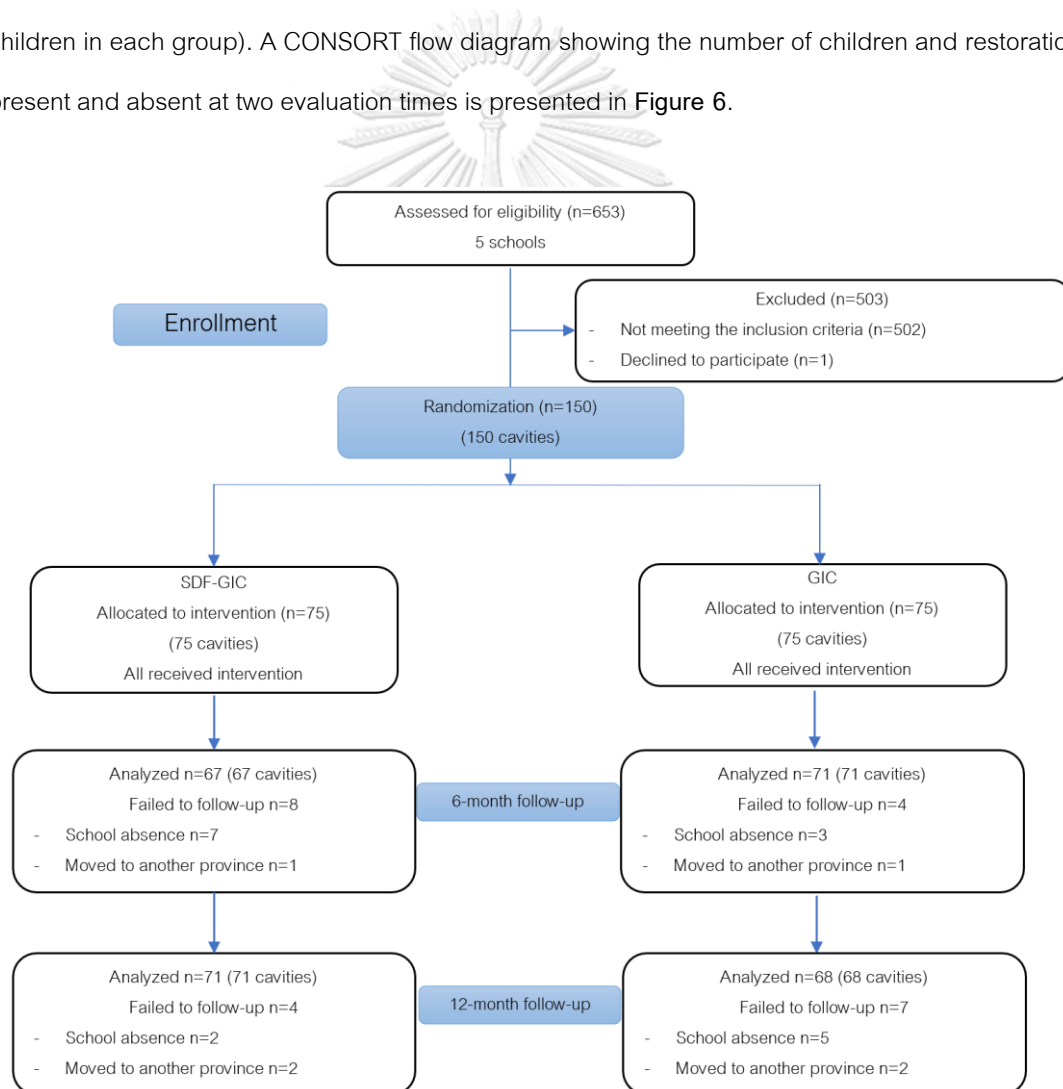 hildren in each group). A CONSORT flow diagram showing the number of children and restoratio
resent and absent at two evaluation times is presented in Figure 6.
Assessed for eligibility (n=653)
5 schools
Enrollment
Excluded (n=503)
- Not meeting the inclusion criteria (n=502)
- Declined to participate (n=1)
Randomization (n=150)
(150 cavities)
SDF-GIC
Allocated to intervention (n=75)
(75 cavities)
All received intervention
GIC
Allocated to intervention (n=75)
(75 cavities)
All received intervention
Analyzed n=67 (67 cavities)
Failed to follow-up n=8
- School absence n=7
- Moved to another province n=1
6-month follow-up
Analyzed n=71 (71 cavities)
Failed to follow-up n=4
- School absence n=3
- Moved to another province n=1
Analyzed n=71 (71 cavities)
Failed to follow-up n=4
- School absence n=2
- Moved to another province n=2
12-month follow-up
Analyzed n=68 (68 cavities)
Failed to follow-up n=7
- School absence n=5
- Moved to another province n=2